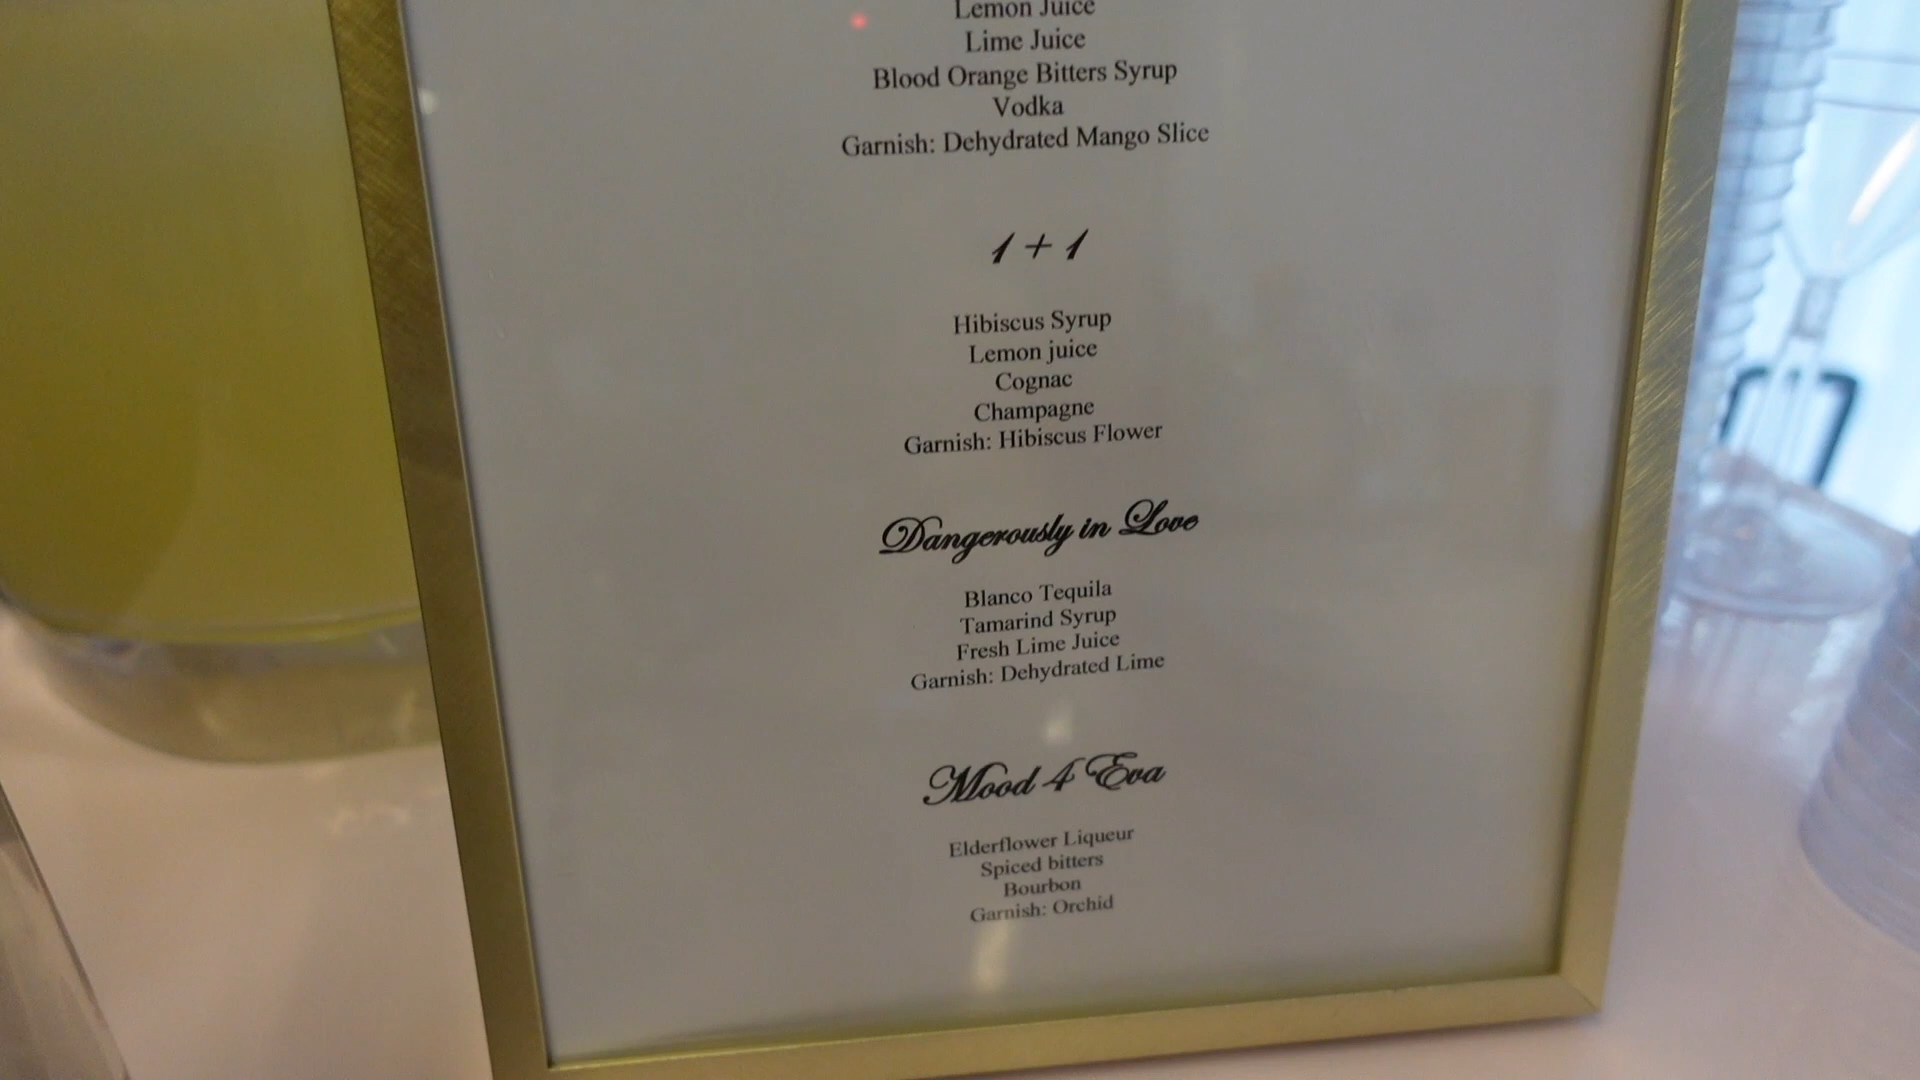 Lemon Juice
Lime Juice
Blood Orange Bitters Syrup
Vodka
Garnish: Dehydrated Mango Slice
1 + 1
Hibiscus Syrup
Lemon juice
Cognac
Champagne
Garnish: Hibiscus Flower
Dangerously in Love
Blanco Tequila
Tamarind Syrup
Fresh Lime Juice
Garnish: Dehydrated Lime
Mood 4 Eva
Elderflower Liqueur
Spiced bitters
Bourbon
Garnish: Orchid